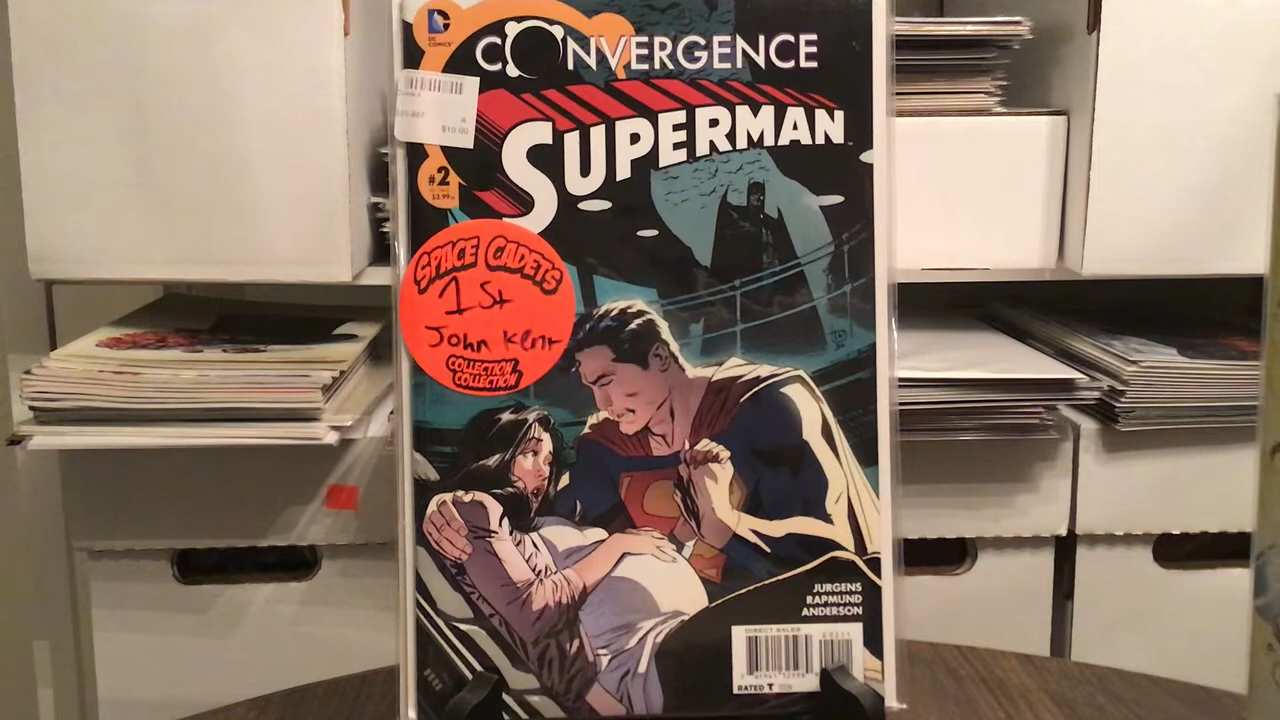 DC
COMICS
CONVERGENCE
SUPERMAN
A
$10.00
#2
$3.99
SPACE CADETS
1st
John Kent
COLLECTION
COLLECTION
JURGENS
RAPMUND
ANDERSON
DIRECT SALES
00211
RATED T